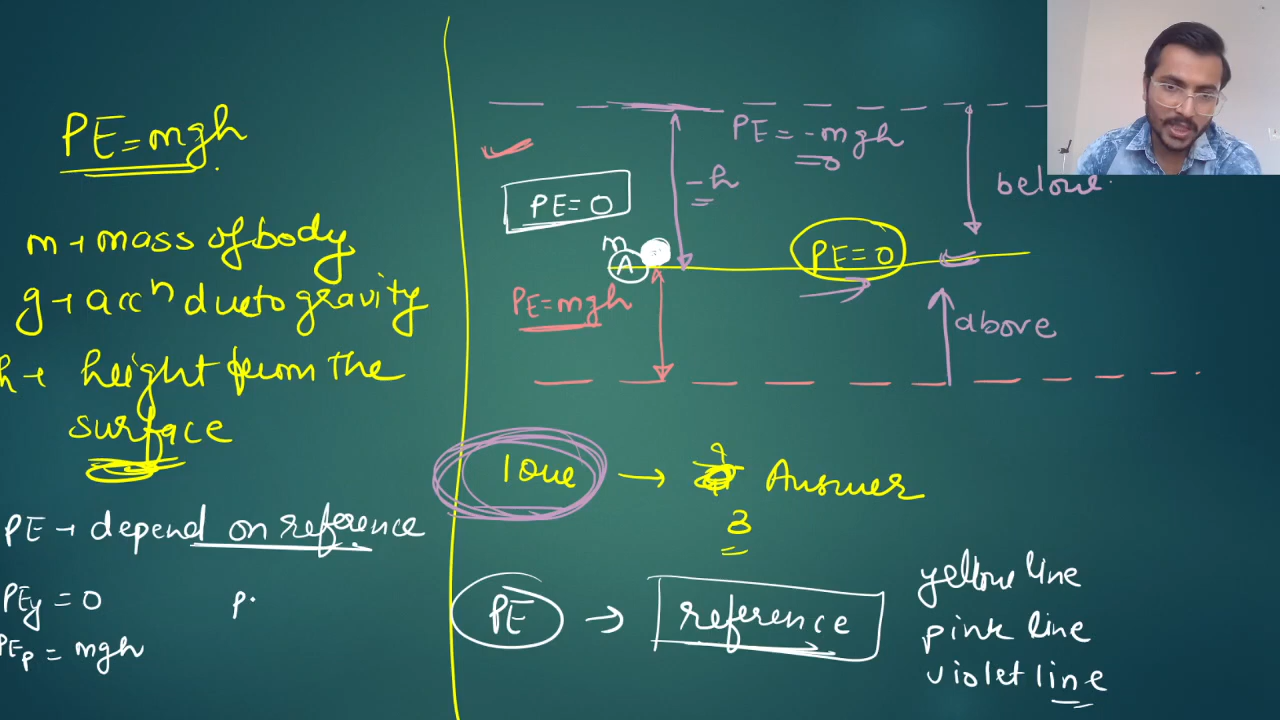 PE=mgh
m→mass of body
g→accⁿ due to gravity
h→ height from the
surface
PE→depend on reference
PEy = 0 P.
PEp = mgh
PE = -mgh
-h
below
PE=0
m
A
PE=0
PE=mgh
above
1 Que → Answer
3
PE → reference
yellow line
pink line
violet line